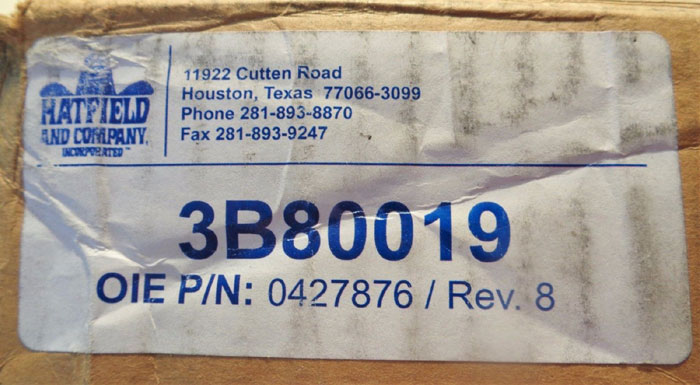 HATFIELD
AND COMPANY,
INCORPORATED™
11922 Cutten Road
Houston, Texas 77066-3099
Phone 281-893-8870
Fax 281-893-9247
3B80019
OIE P/N: 0427876 / Rev. 8